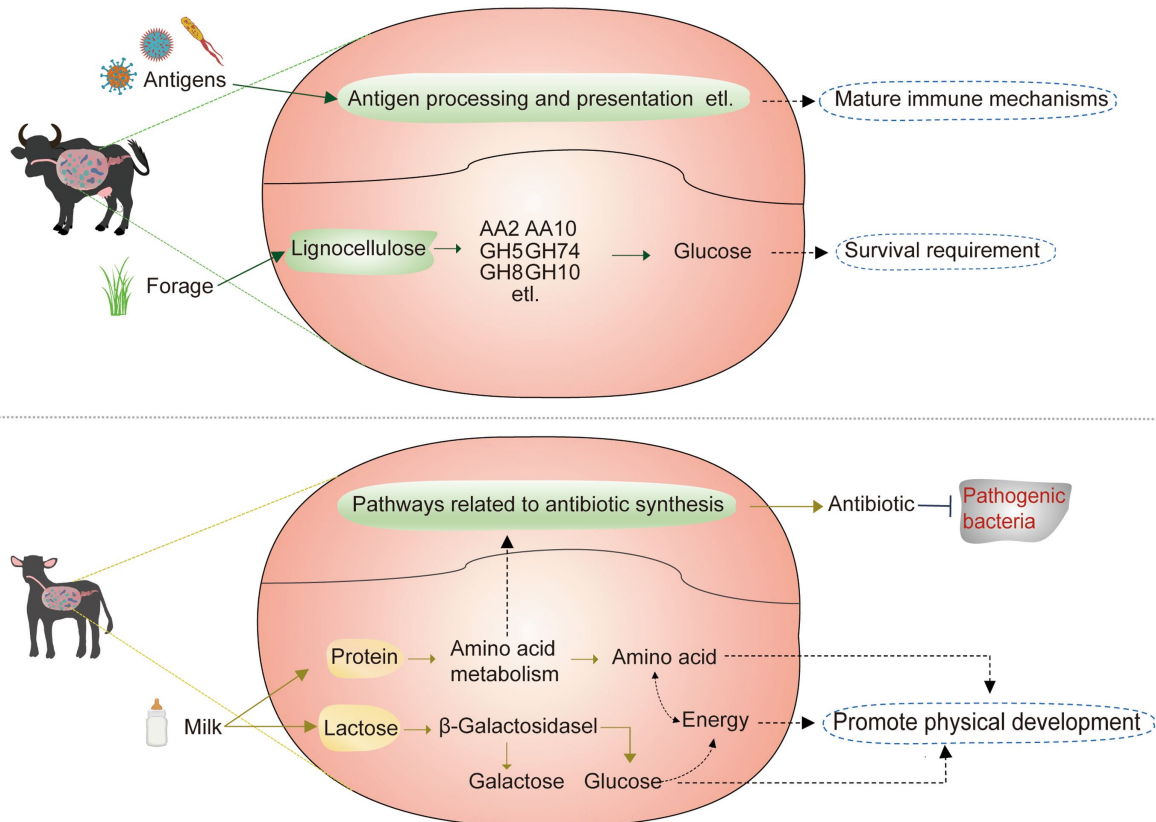 Antigens
Antigen processing and presentation etl.
Mature immune mechanisms
Forage
Lignocellulose
AA2 AA10
GH5 GH74
GH8 GH10
etl.
Glucose
Survival requirement
Pathways related to antibiotic synthesis
Antibiotic
Pathogenic
bacteria
Milk
Protein
Amino acid
metabolism
Amino acid
Lactose
β-Galactosidasel
Energy
Galactose
Glucose
Promote physical development